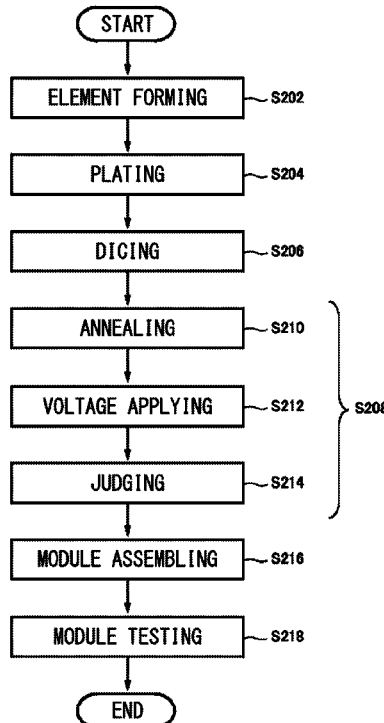 START
ELEMENT FORMING S202
PLATING S204
DICING S206
ANNEALING S210
VOLTAGE APPLYING S212
S208
JUDGING S214
MODULE ASSEMBLING S216
MODULE TESTING S218
END